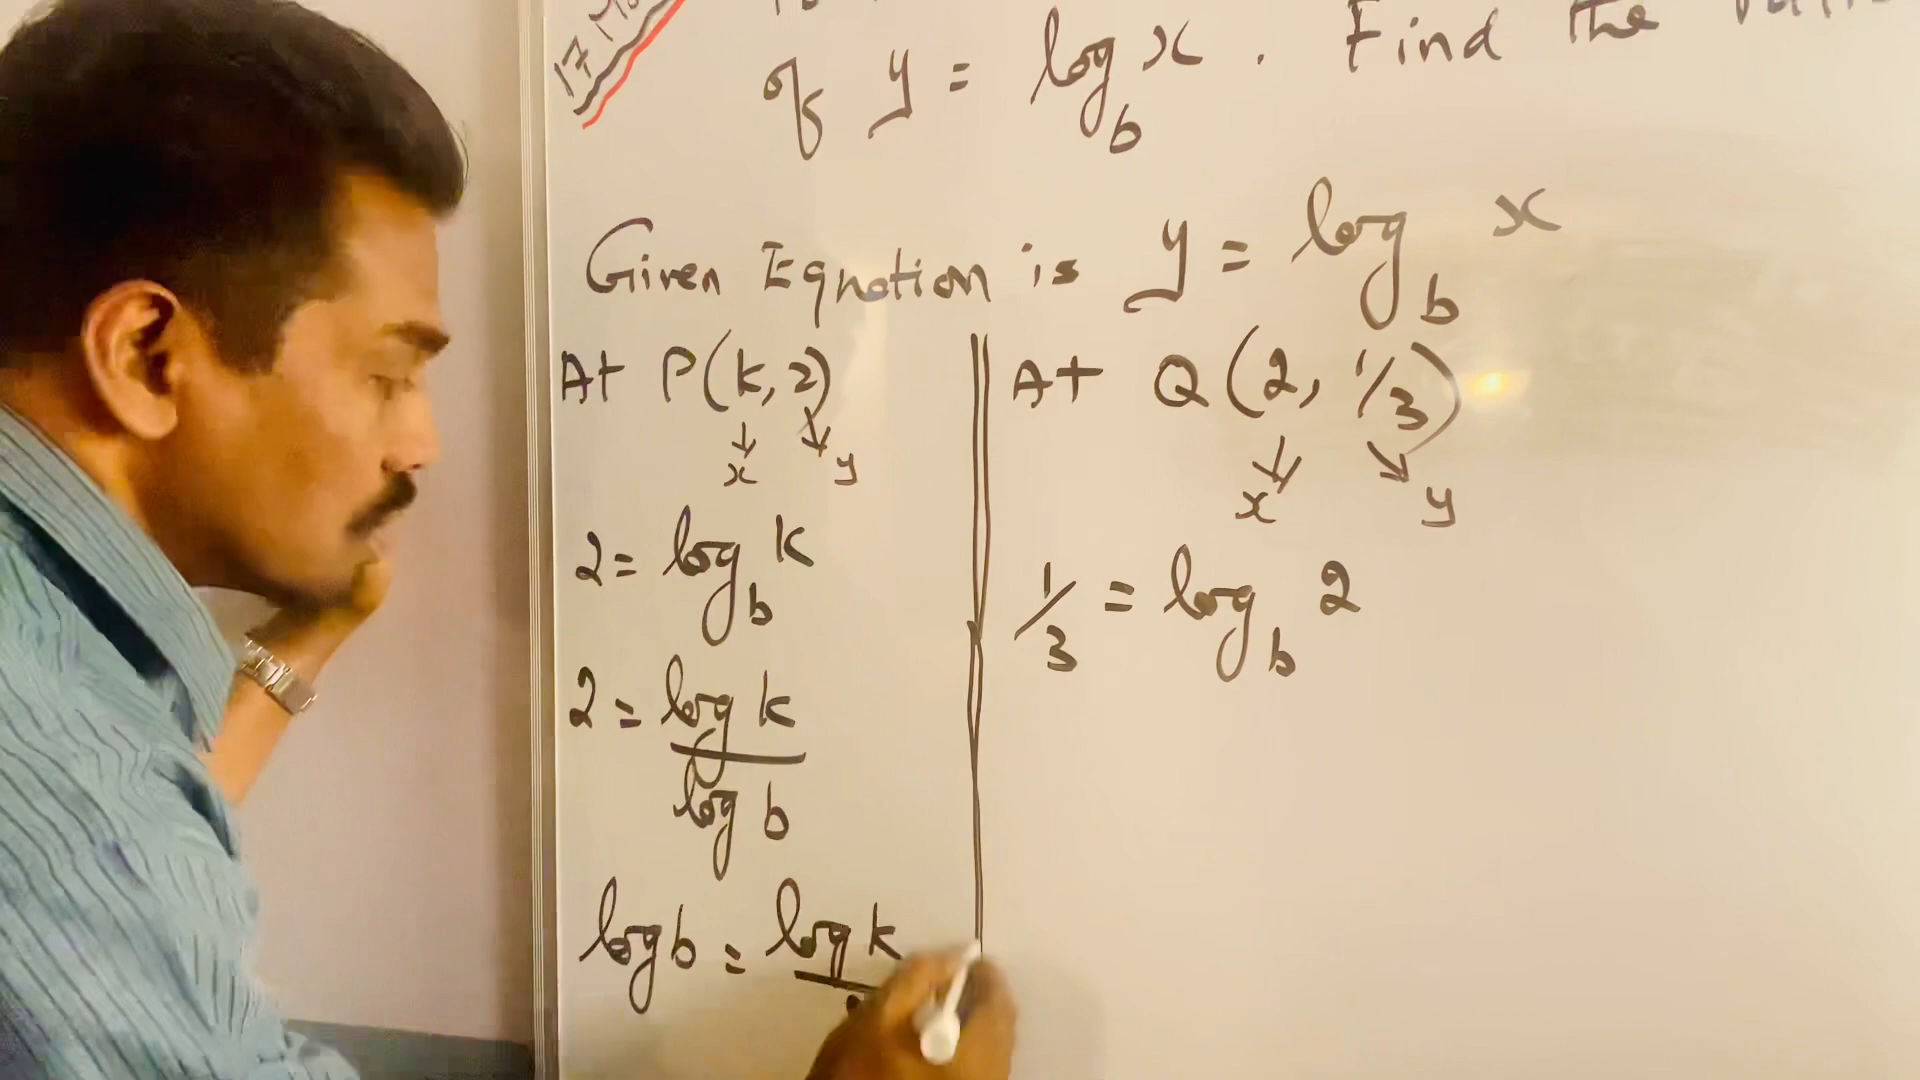 17
of y = log_b x . Find the
Given Equation is y = log_b x
At P(k, 2)
x y
2 = log_b k
2 = log k / log b
log b = log k
At Q(2, 1/3)
x y
1/3 = log_b 2